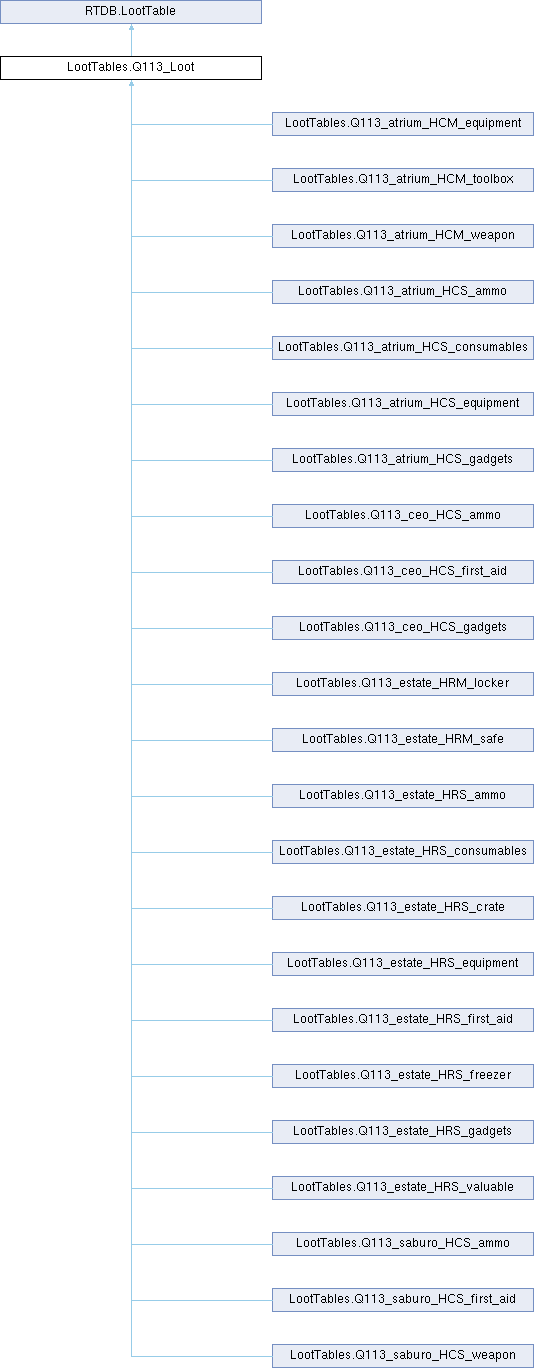 RTDB.LootTable
LootTables.Q113_Loot
LootTables.Q113_atrium_HCM_equipment
LootTables.Q113_atrium_HCM_toolbox
LootTables.Q113_atrium_HCM_weapon
LootTables.Q113_atrium_HCS_ammo
LootTables.Q113_atrium_HCS_consumables
LootTables.Q113_atrium_HCS_equipment
LootTables.Q113_atrium_HCS_gadgets
LootTables.Q113_ceo_HCS_ammo
LootTables.Q113_ceo_HCS_first_aid
LootTables.Q113_ceo_HCS_gadgets
LootTables.Q113_estate_HRM_locker
LootTables.Q113_estate_HRM_safe
LootTables.Q113_estate_HRS_ammo
LootTables.Q113_estate_HRS_consumables
LootTables.Q113_estate_HRS_crate
LootTables.Q113_estate_HRS_equipment
LootTables.Q113_estate_HRS_first_aid
LootTables.Q113_estate_HRS_freezer
LootTables.Q113_estate_HRS_gadgets
LootTables.Q113_estate_HRS_valuable
LootTables.Q113_saburo_HCS_ammo
LootTables.Q113_saburo_HCS_first_aid
LootTables.Q113_saburo_HCS_weapon